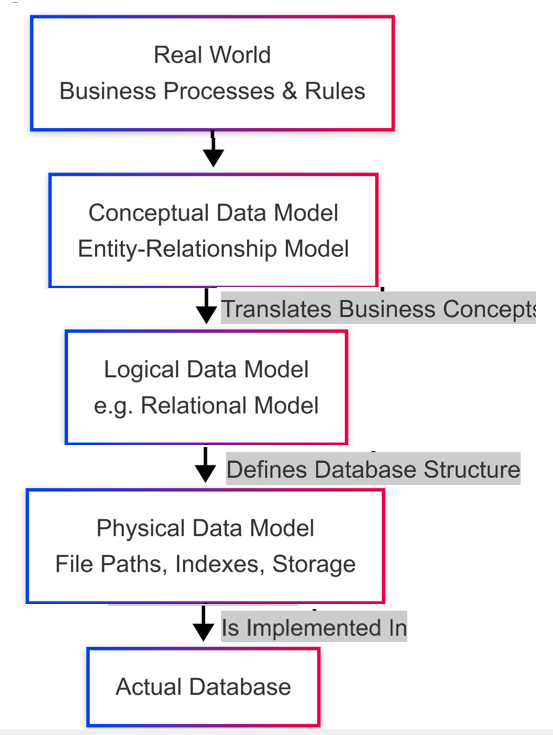 Real World
Business Processes & Rules
Conceptual Data Model
Entity-Relationship Model
Translates Business Concepts
Logical Data Model
e.g. Relational Model
Defines Database Structure
Physical Data Model
File Paths, Indexes, Storage
Is Implemented In
Actual Database